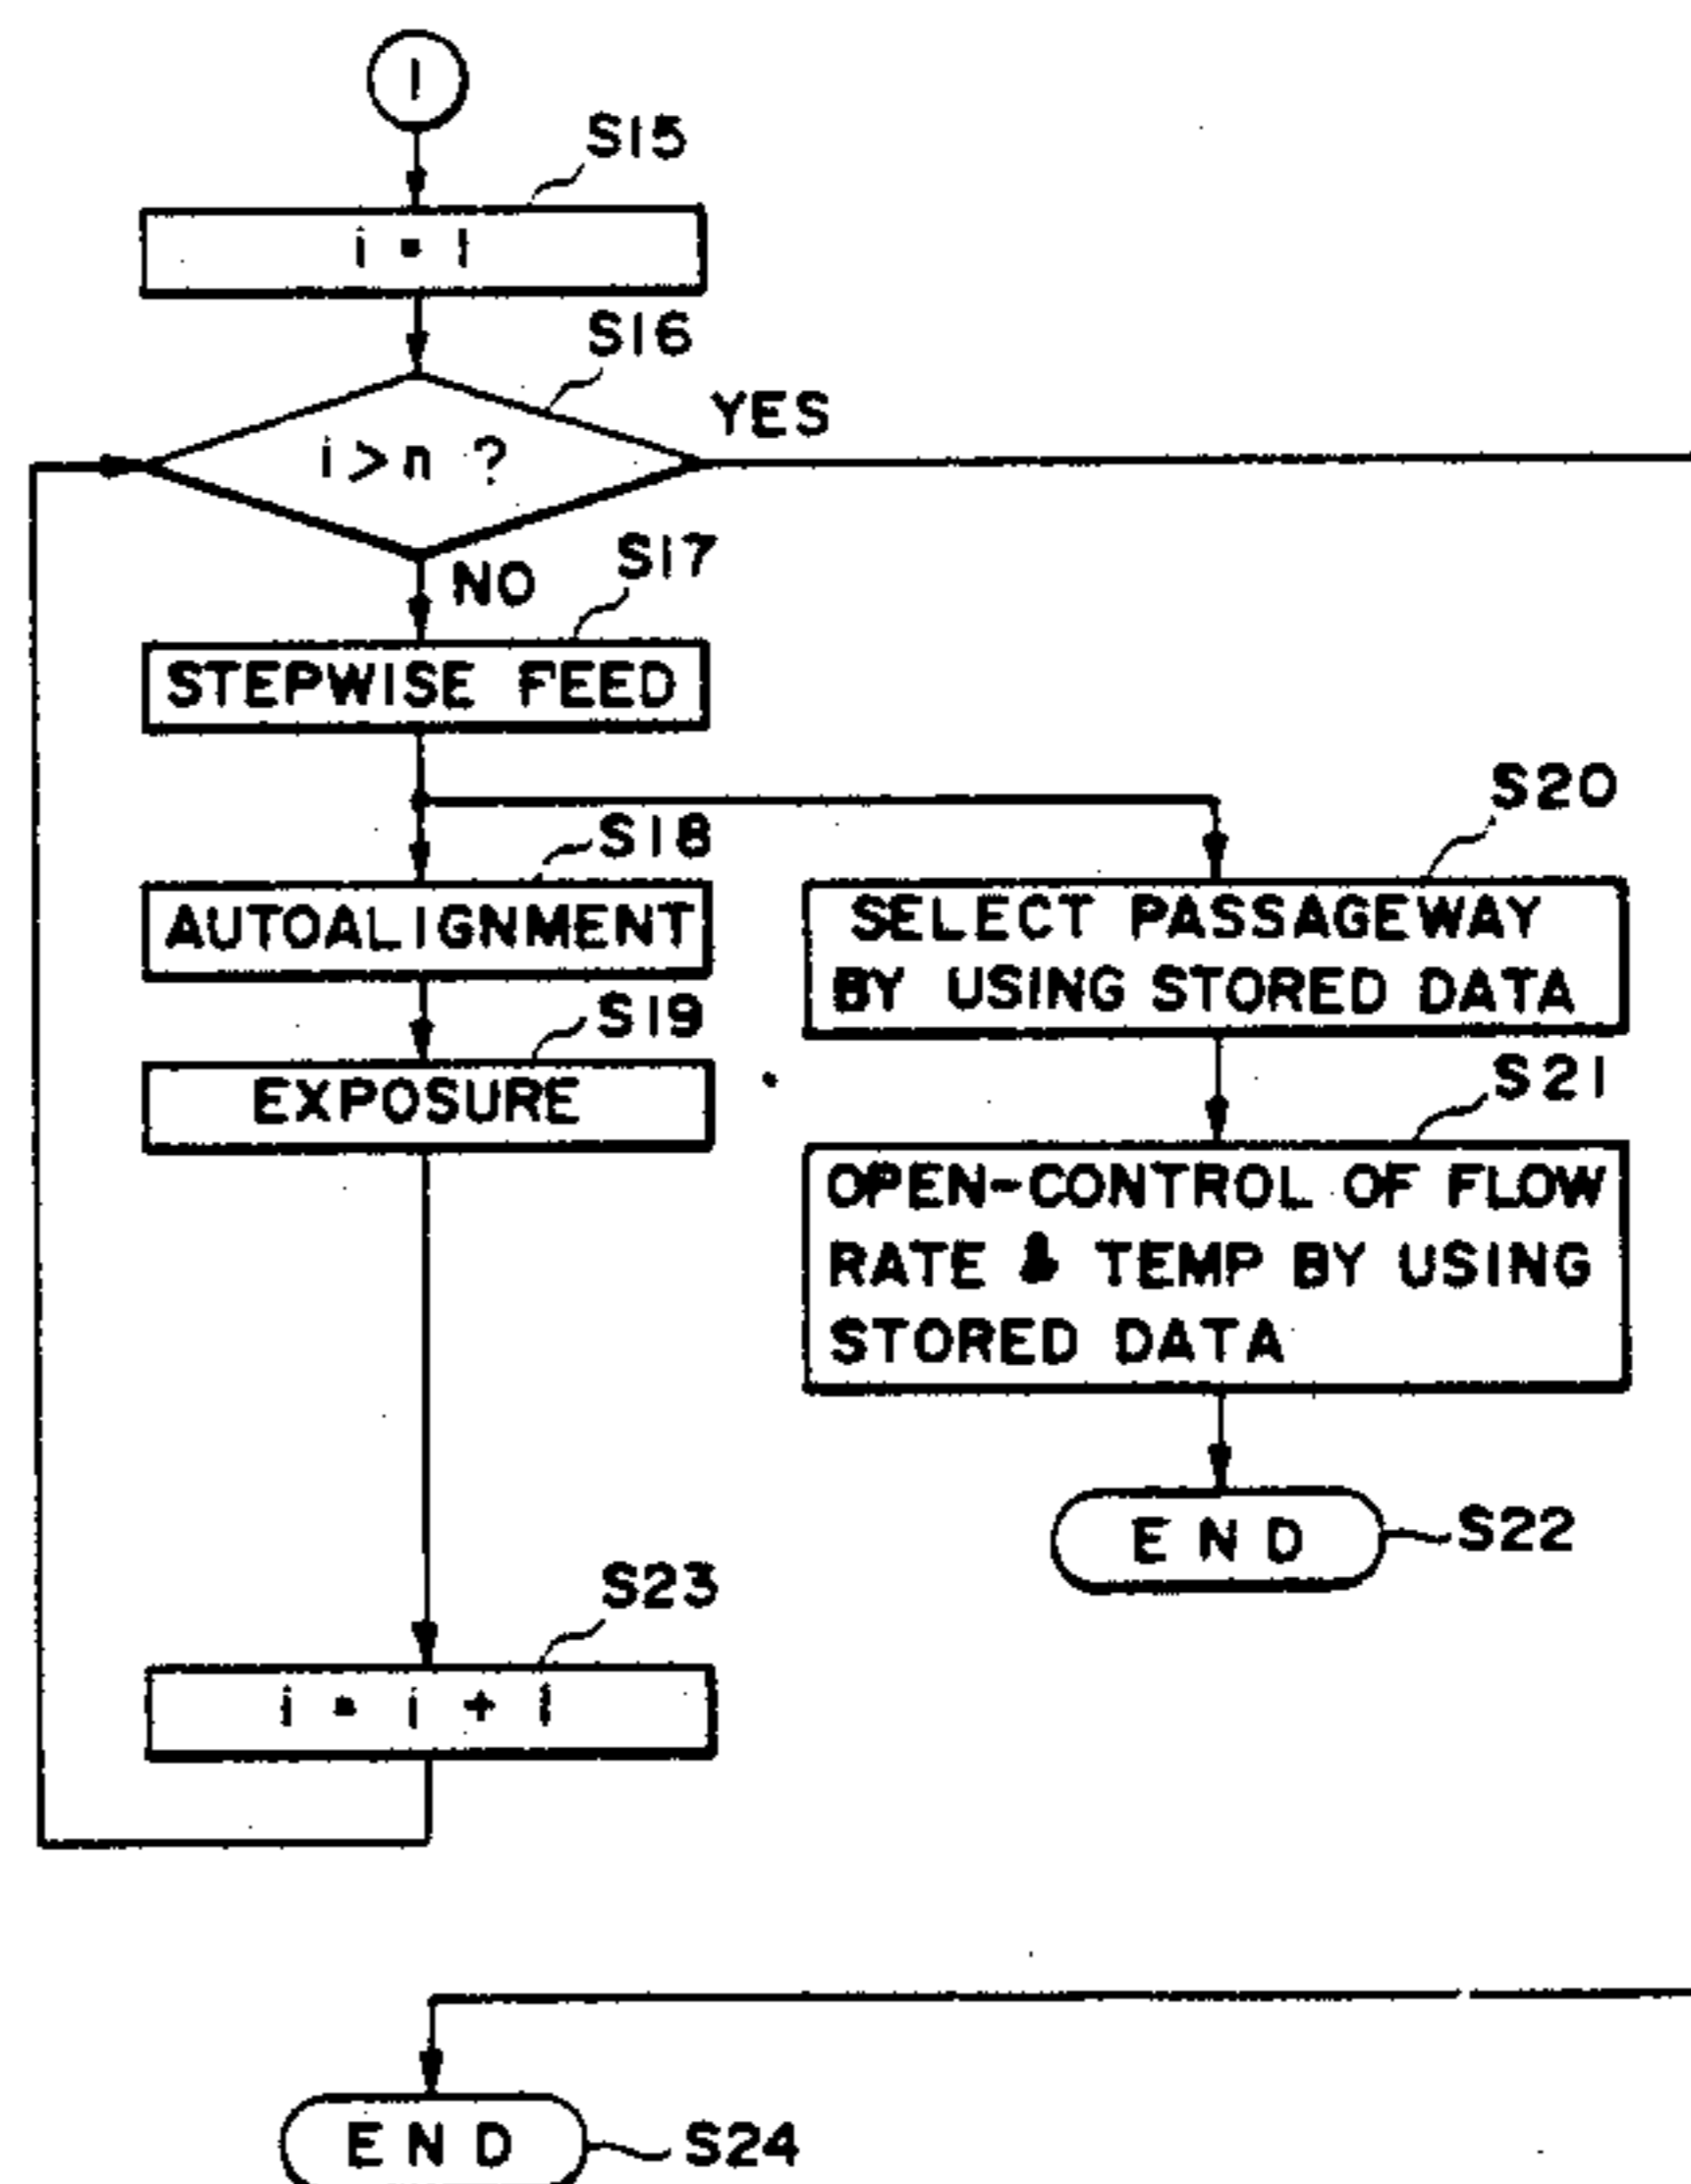 1
S15
i = 1
S16
i > n ?
YES
NO
S17
STEPWISE FEED
S18
AUTOALIGNMENT
S19
EXPOSURE
S20
SELECT PASSAGEWAY
BY USING STORED DATA
S21
OPEN-CONTROL OF FLOW
RATE & TEMP BY USING
STORED DATA
END
S22
S23
i = i + 1
END
S24